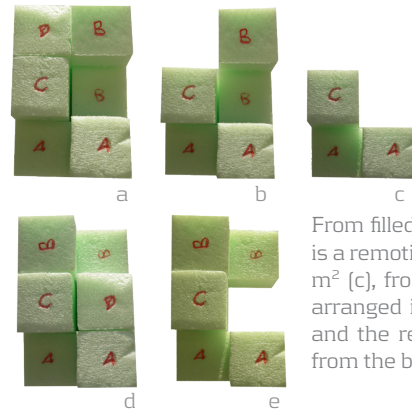 D B
C B
A A
a
B
C B
A A
b
C
A A
c
From filled
is a remoti
m² (c), fro
arranged i
and the re
from the b
B B
C D
A A
d
B B
C
A A
e